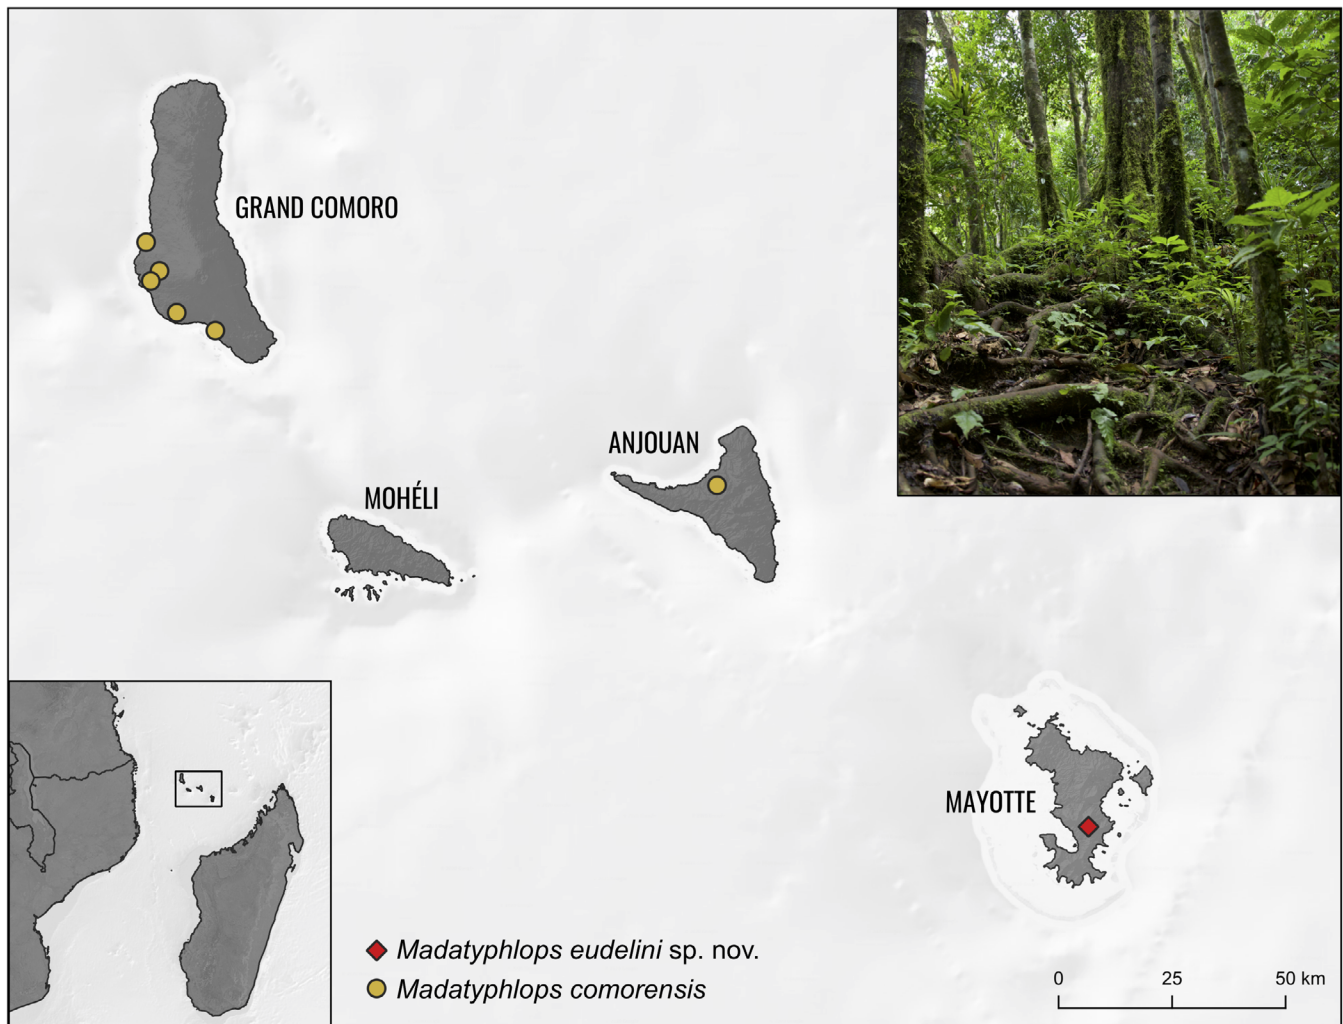 GRAND COMORO
ANJOUAN
MOHÉLI
MAYOTTE
Madatyphlops eudelini sp. nov.
Madatyphlops comorensis
0 25 50 km